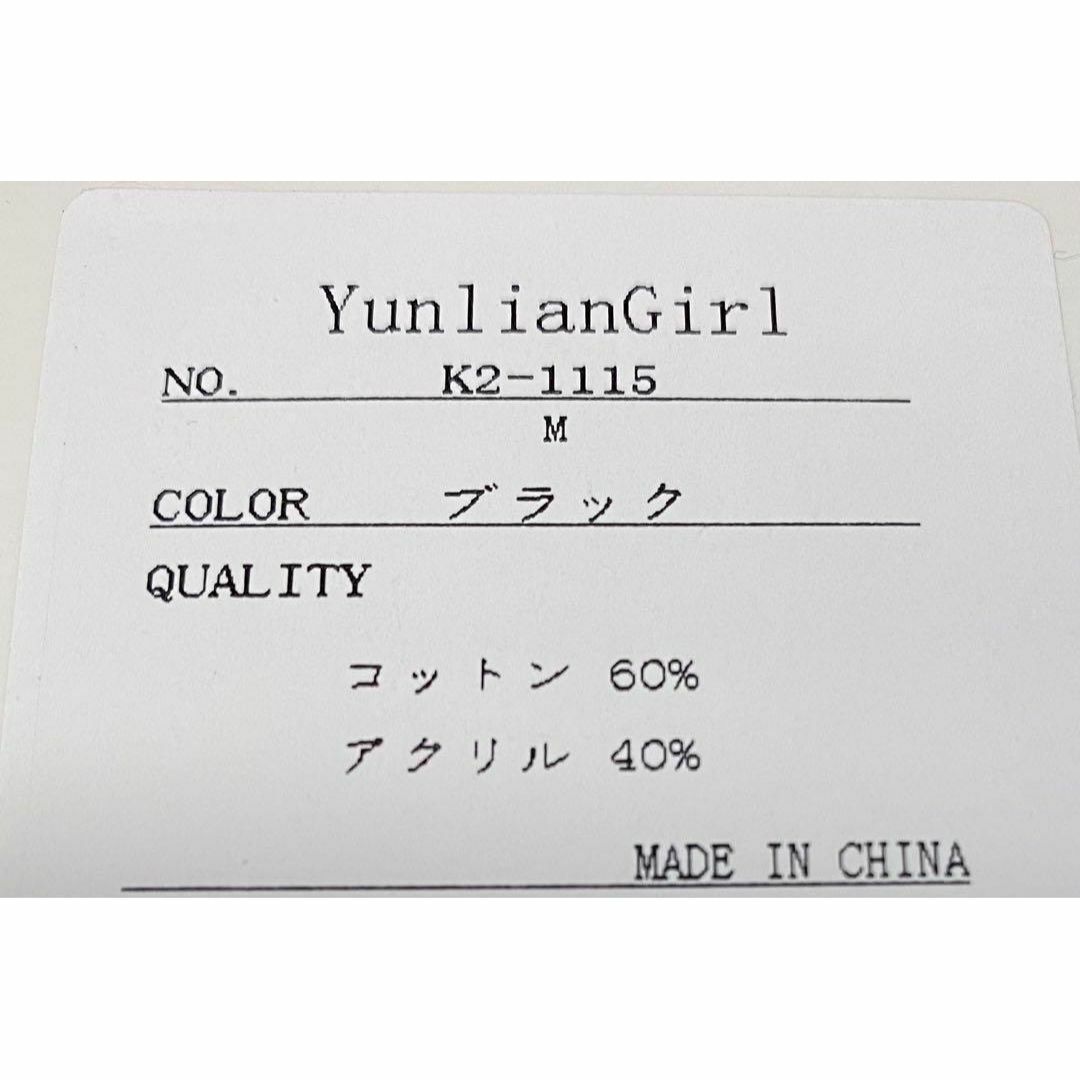 YunlianGirl
NO. K2-1115
M
COLOR ブラック
QUALITY
コットン 60%
アクリル 40%
MADE IN CHINA